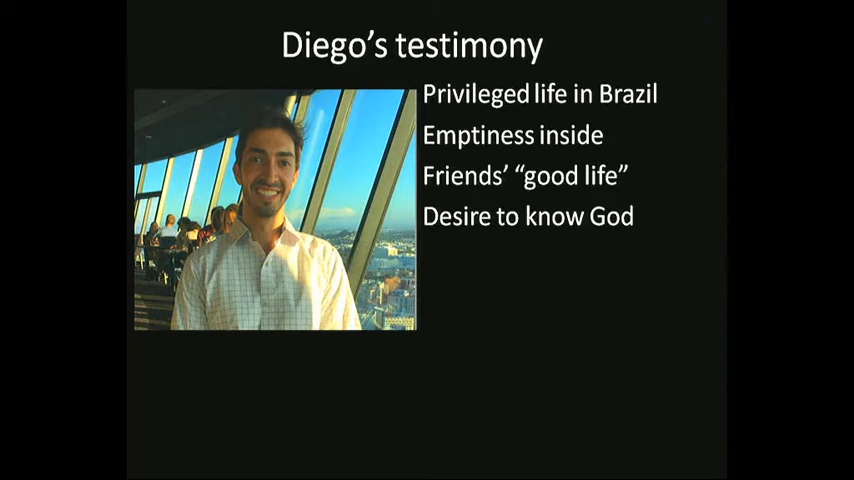 Diego’s testimony
Privileged life in Brazil
Emptiness inside
Friends’ “good life”
Desire to know God